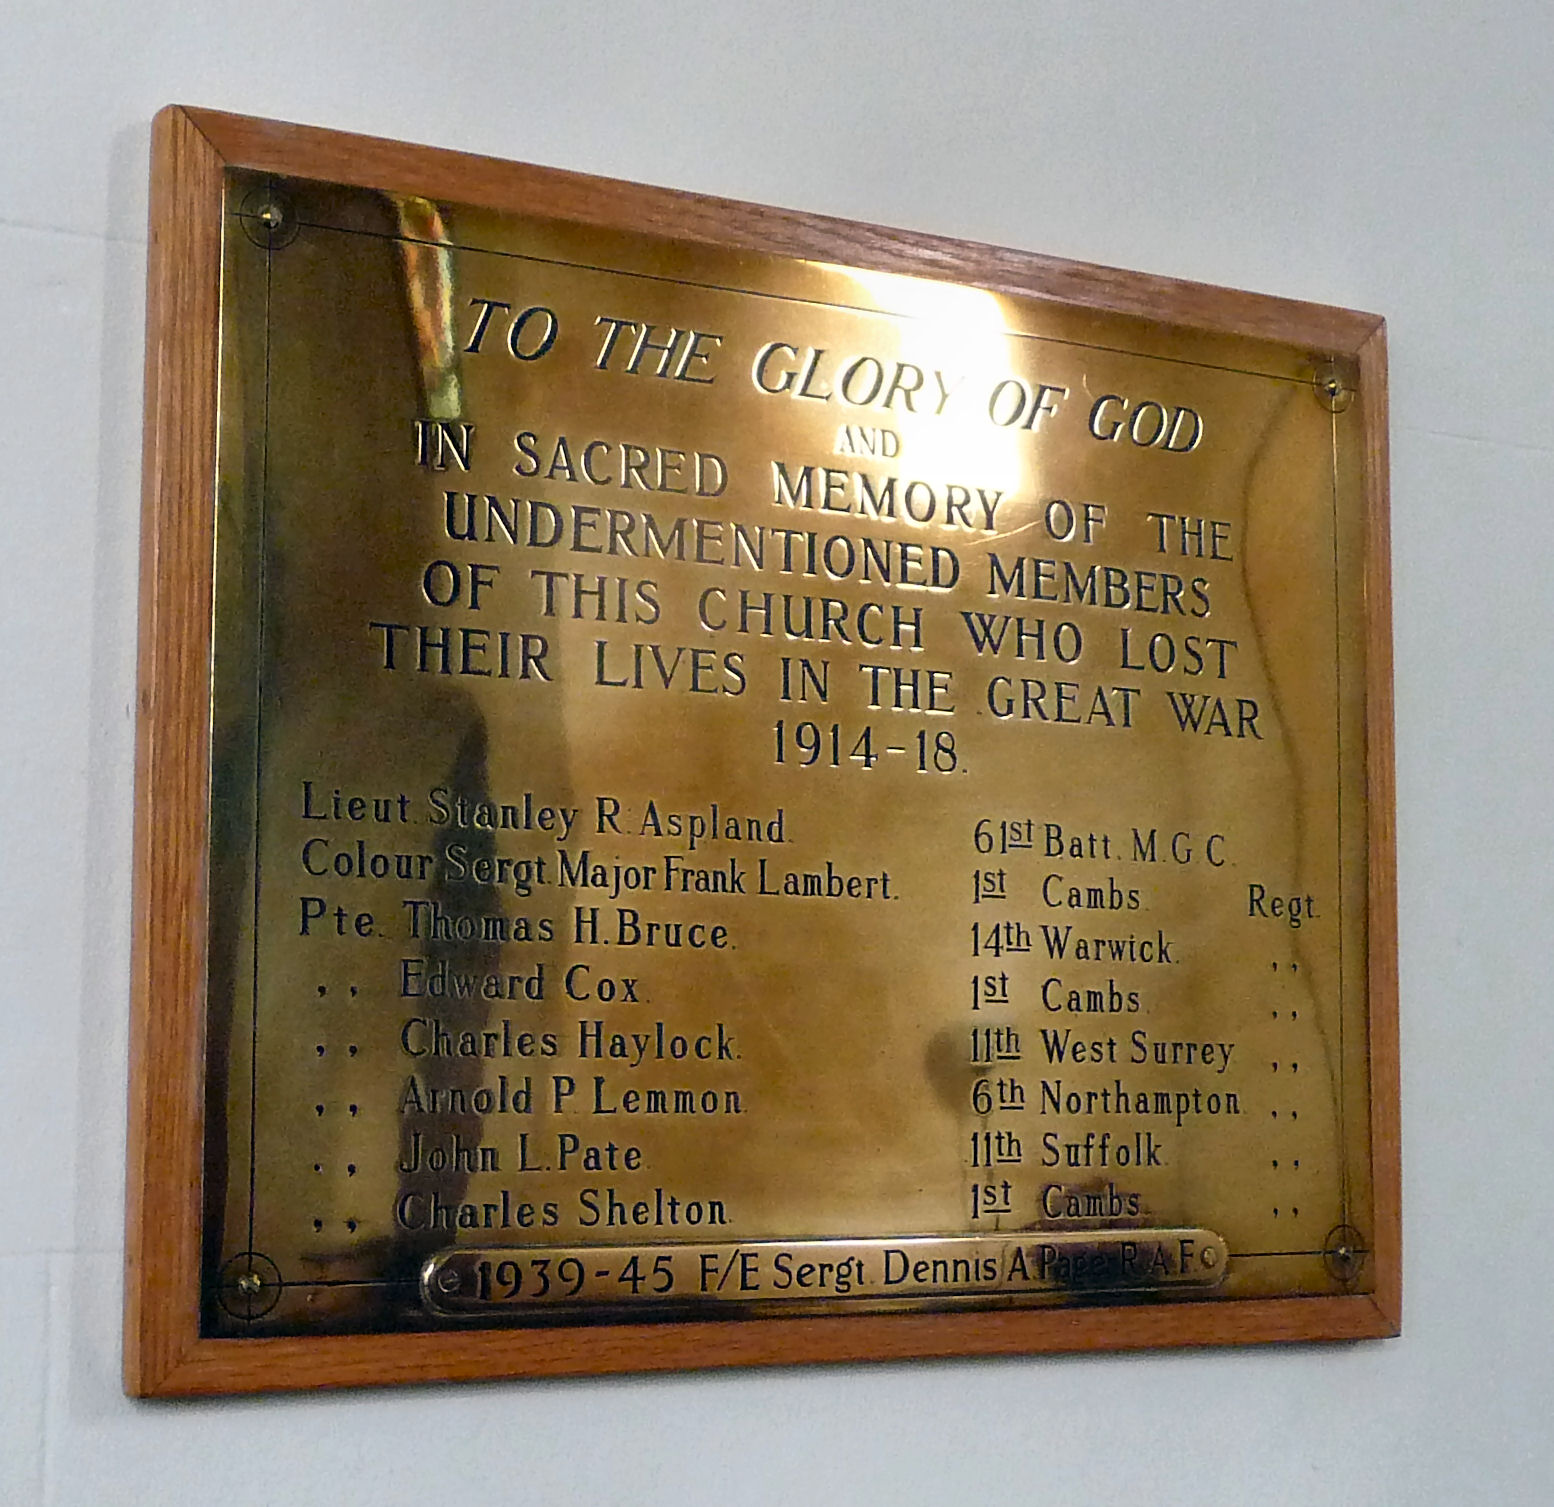 TO THE GLORY OF GOD
AND
IN SACRED MEMORY OF THE
UNDERMENTIONED MEMBERS
OF THIS CHURCH WHO LOST
THEIR LIVES IN THE GREAT WAR
1914-18.
Lieut. Stanley R. Aspland. 61st Batt. M.G.C.
Colour Sergt. Major Frank Lambert. 1st Cambs. Regt.
Pte. Thomas H. Bruce. 14th Warwick. ,,
,, Edward Cox. 1st Cambs. ,,
,, Charles Haylock. 11th West Surrey ,,
,, Arnold P. Lemmon. 6th Northampton. ,,
,, John L. Pate. 11th Suffolk. ,,
,, Charles Shelton. 1st Cambs. ,,
1939-45 F/E Sergt. Dennis A. Page R.A.F.